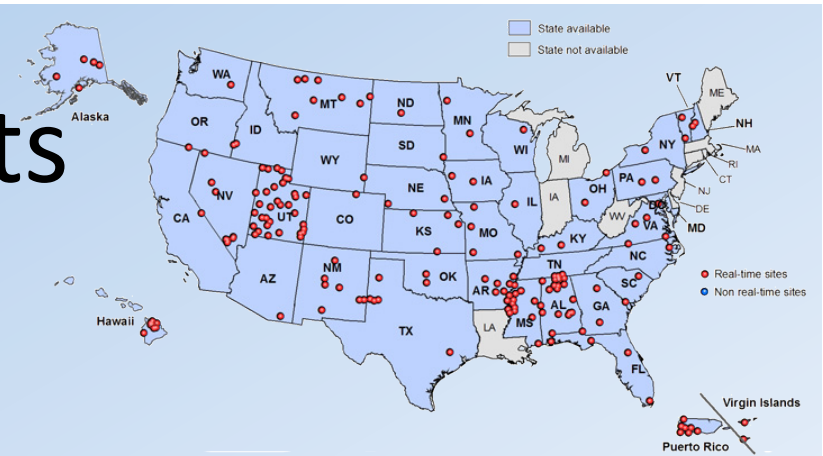 State available
State not available
Alaska
ts
WA
MT
ND
MN
VT
ME
NH
OR
ID
WY
SD
WI
MI
NY
MA
RI
CT
NV
UT
CO
NE
IA
IL
IA
OH
PA
NJ
DE
MD
DC
WV
VA
CA
KS
MO
KY
AZ
NM
OK
AR
TN
NC
SC
TX
LA
MS
AL
GA
FL
Real-time sites
Non real-time sites
Hawaii
Virgin Islands
Puerto Rico